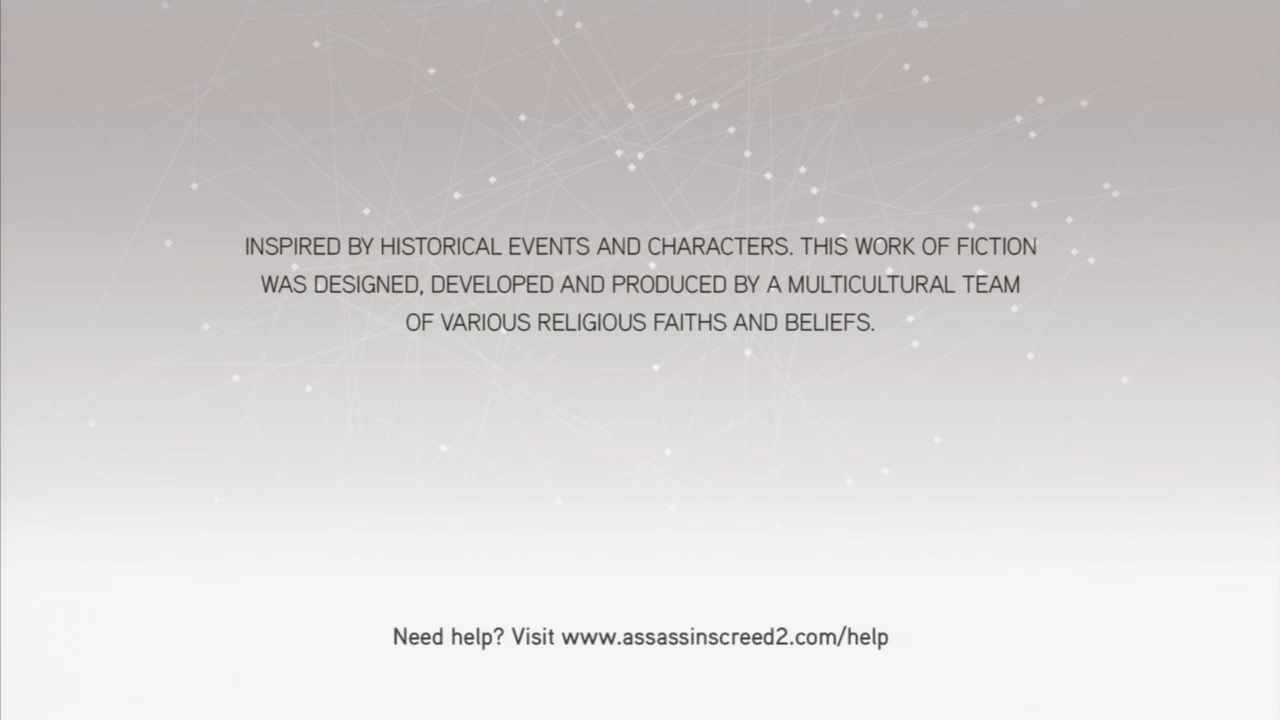 INSPIRED BY HISTORICAL EVENTS AND CHARACTERS. THIS WORK OF FICTION
WAS DESIGNED, DEVELOPED AND PRODUCED BY A MULTICULTURAL TEAM
OF VARIOUS RELIGIOUS FAITHS AND BELIEFS.
Need help? Visit www.assassinscreed2.com/help